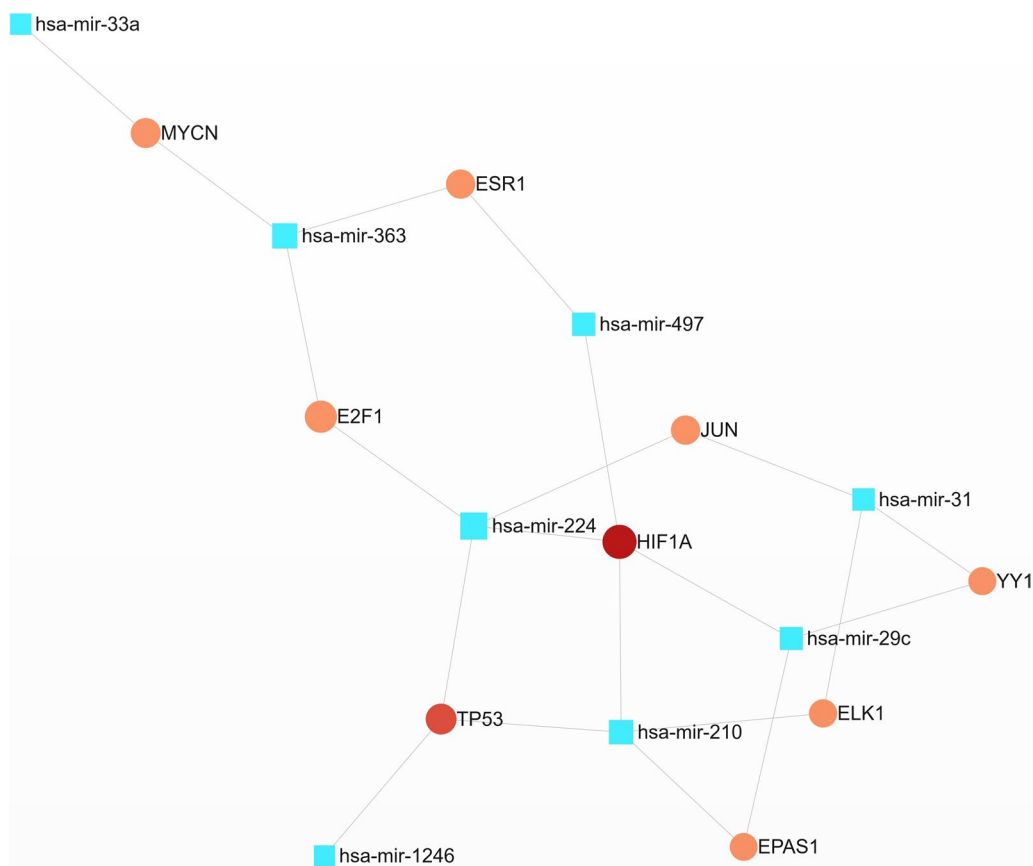 hsa-mir-33a
MYCN
ESR1
hsa-mir-363
hsa-mir-497
E2F1
JUN
hsa-mir-31
hsa-mir-224
HIF1A
YY1
hsa-mir-29c
TP53
ELK1
hsa-mir-210
EPAS1
hsa-mir-1246